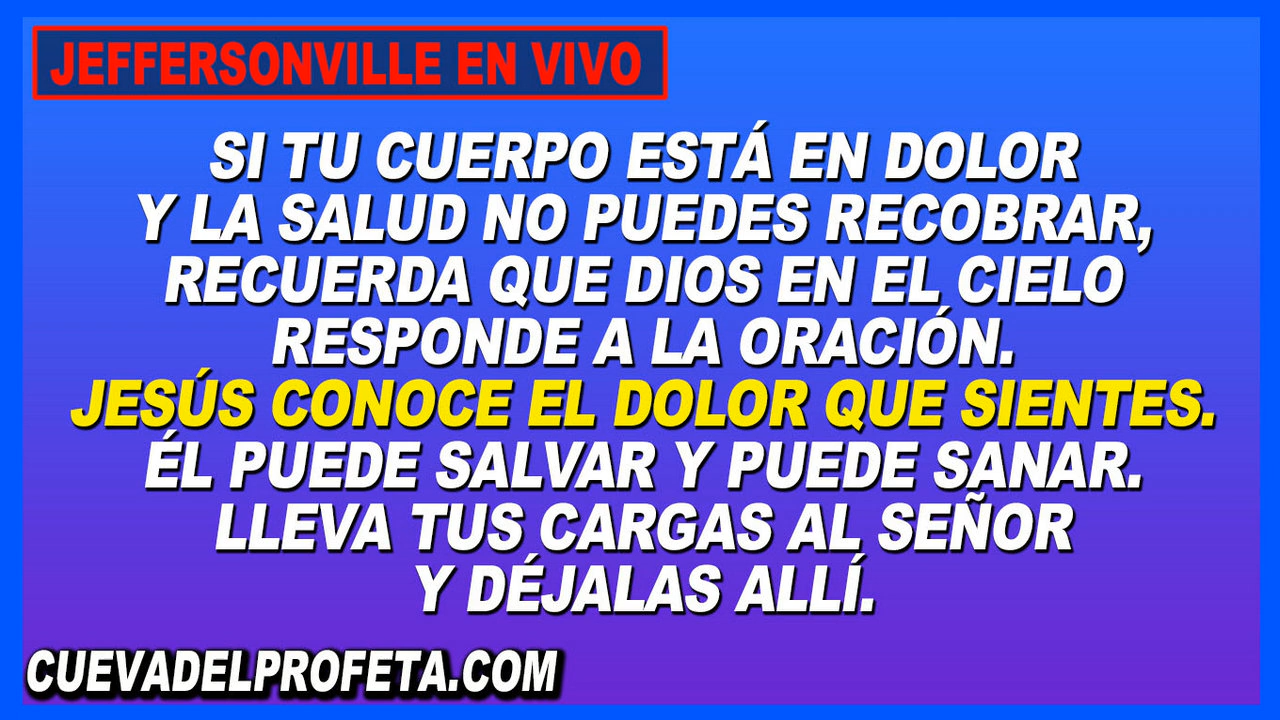 JEFFERSONVILLE EN VIVO
SI TU CUERPO ESTÁ EN DOLOR
Y LA SALUD NO PUEDES RECOBRAR,
RECUERDA QUE DIOS EN EL CIELO
RESPONDE A LA ORACIÓN.
JESÚS CONOCE EL DOLOR QUE SIENTES.
ÉL PUEDE SALVAR Y PUEDE SANAR.
LLEVA TUS CARGAS AL SEÑOR
Y DÉJALAS ALLÍ.
CUEVADELPROFETA.COM